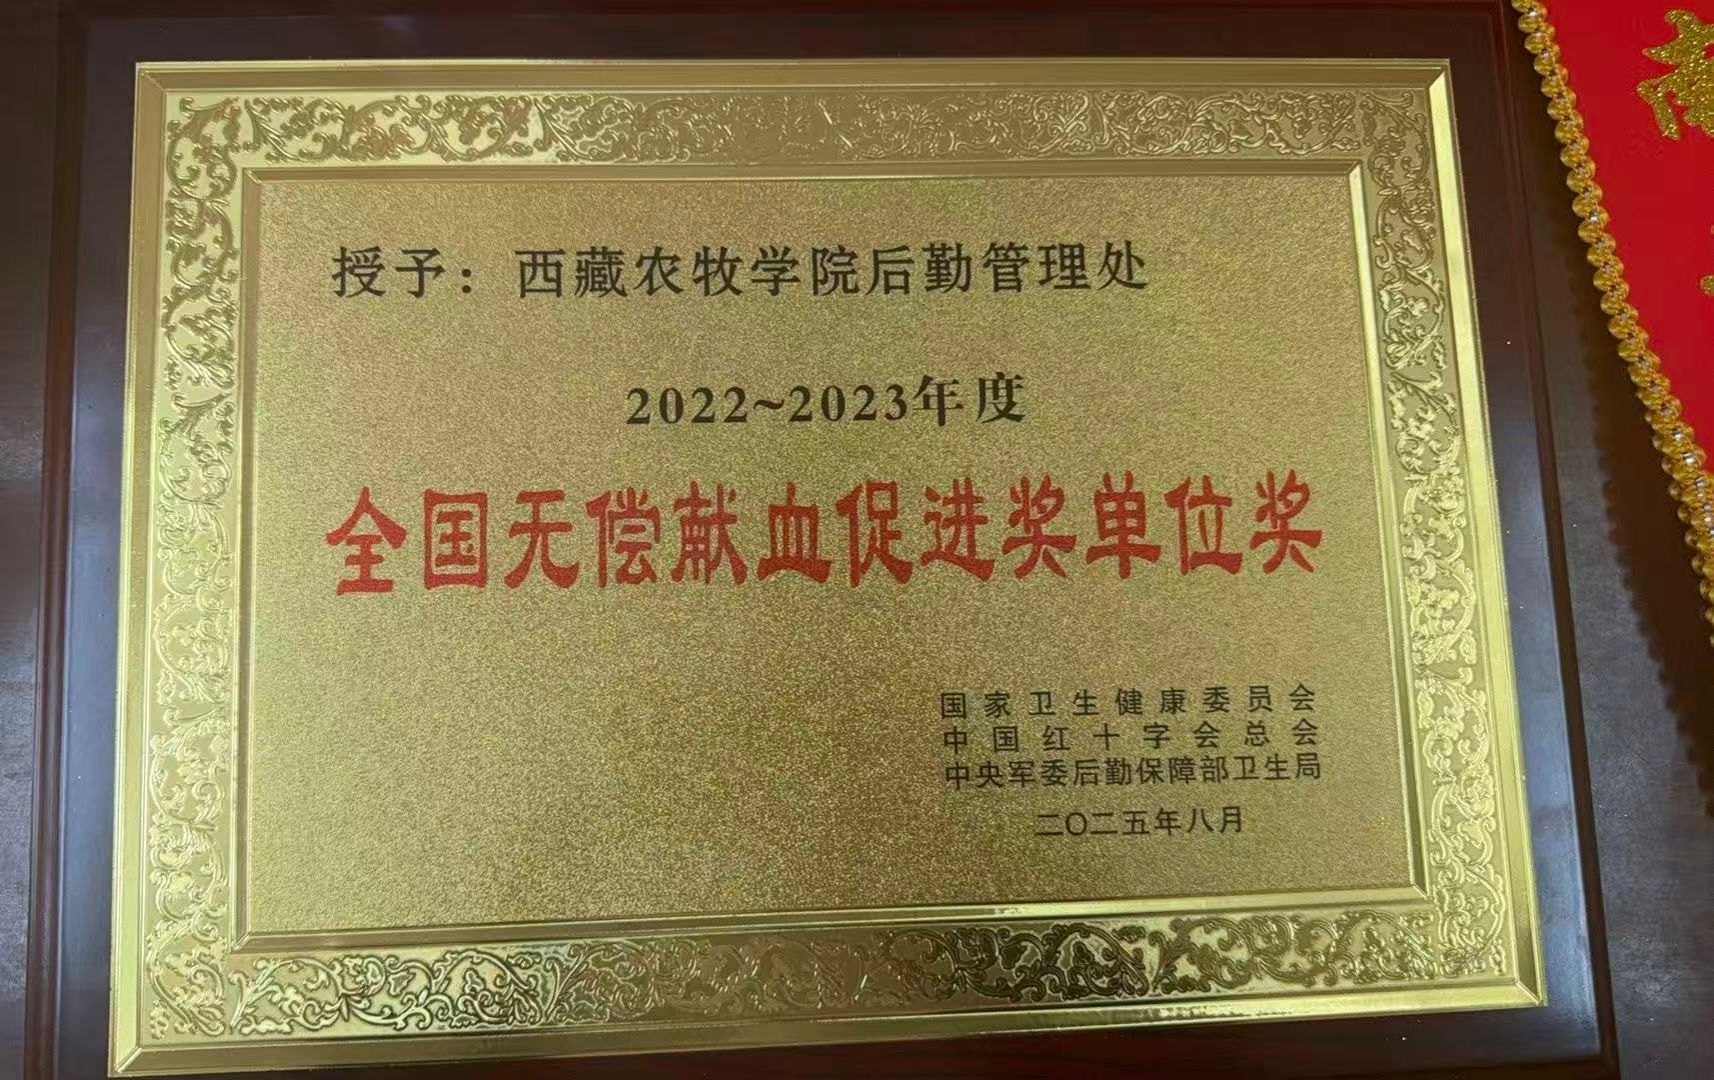 授予：西藏农牧学院后勤管理处
2022~2023年度
全国无偿献血促进奖单位奖
国家卫生健康委员会
中国红十字会总会
中央军委后勤保障部卫生局
二〇二五年八月